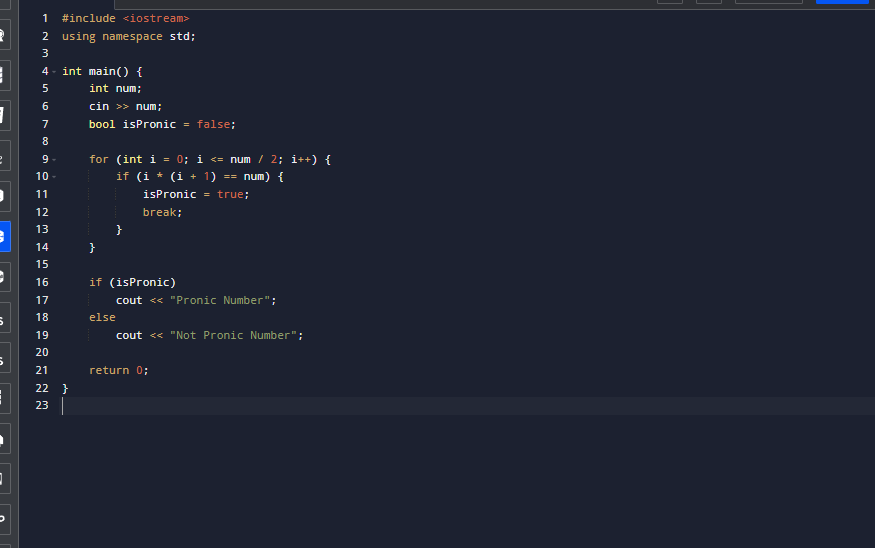 1 #include <iostream>
2 using namespace std;
3
4 int main() {
5     int num;
6     cin >> num;
7     bool isPronic = false;
8
9     for (int i = 0; i <= num / 2; i++) {
10         if (i * (i + 1) == num) {
11             isPronic = true;
12             break;
13         }
14     }
15
16     if (isPronic)
17         cout << "Pronic Number";
18     else
19         cout << "Not Pronic Number";
20
21     return 0;
22 }
23